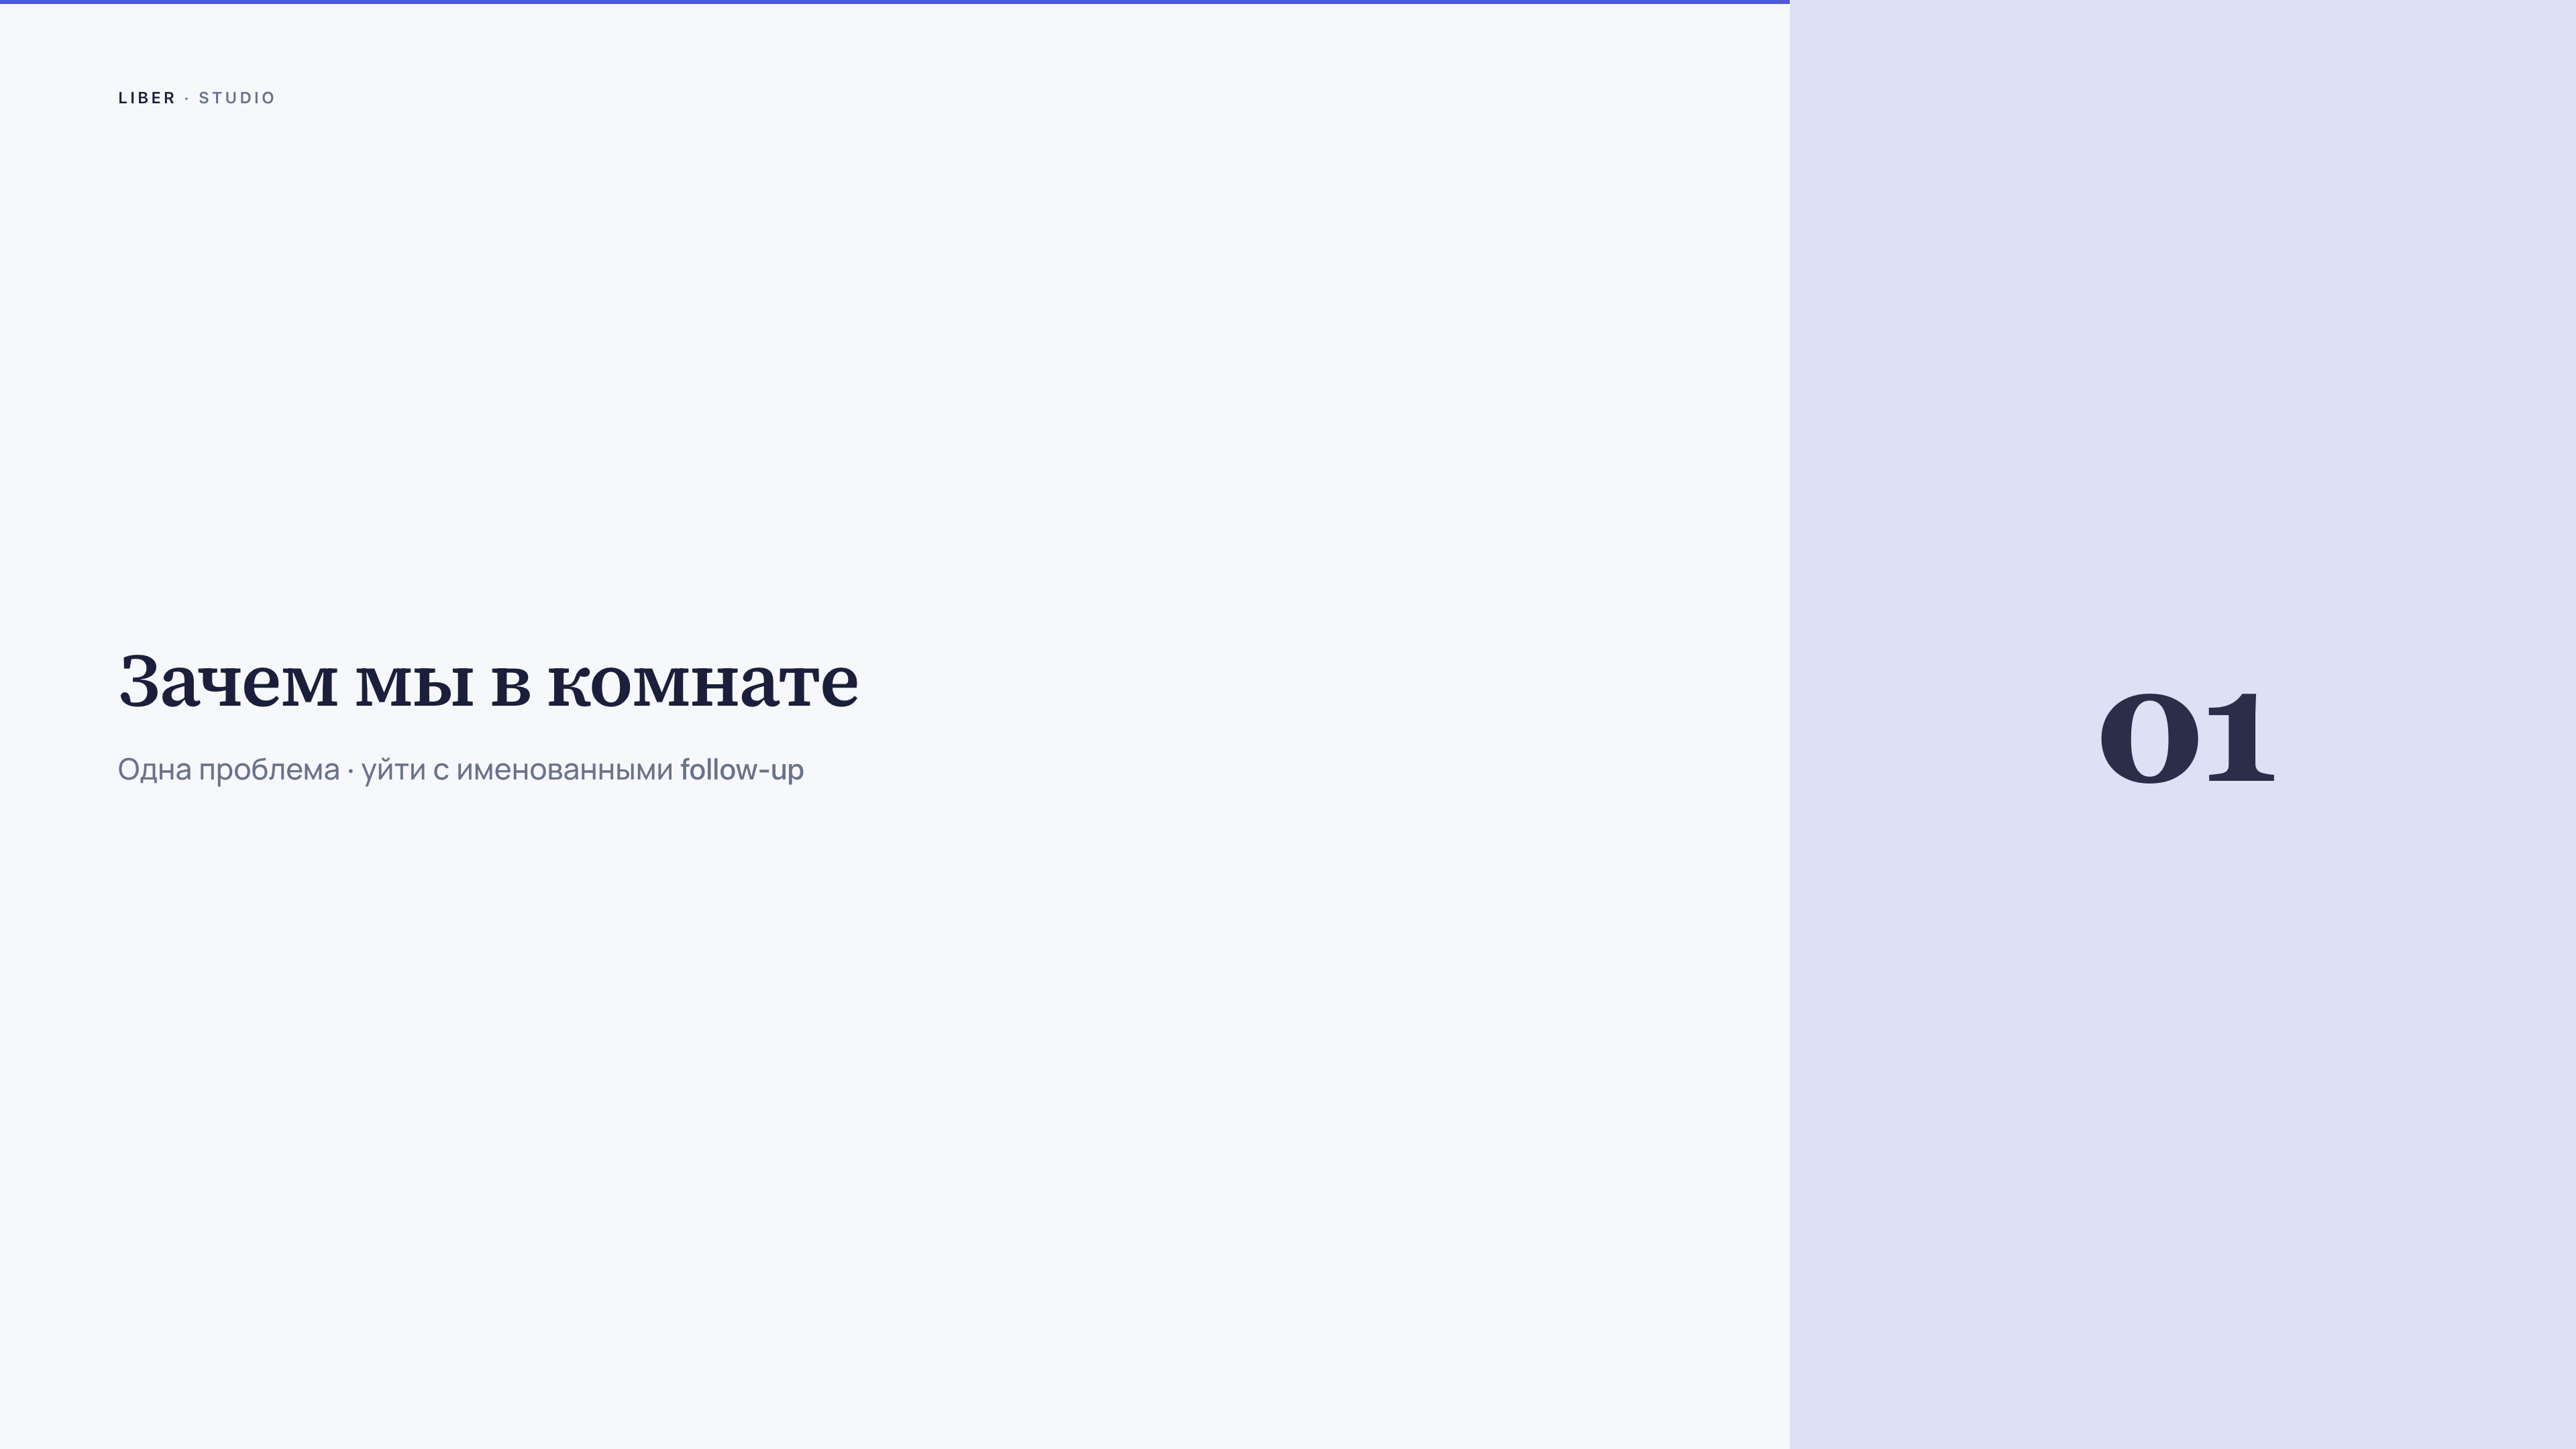 LIBER · STUDIO
Зачем мы в комнате
Одна проблема · уйти с именованными follow-up
01